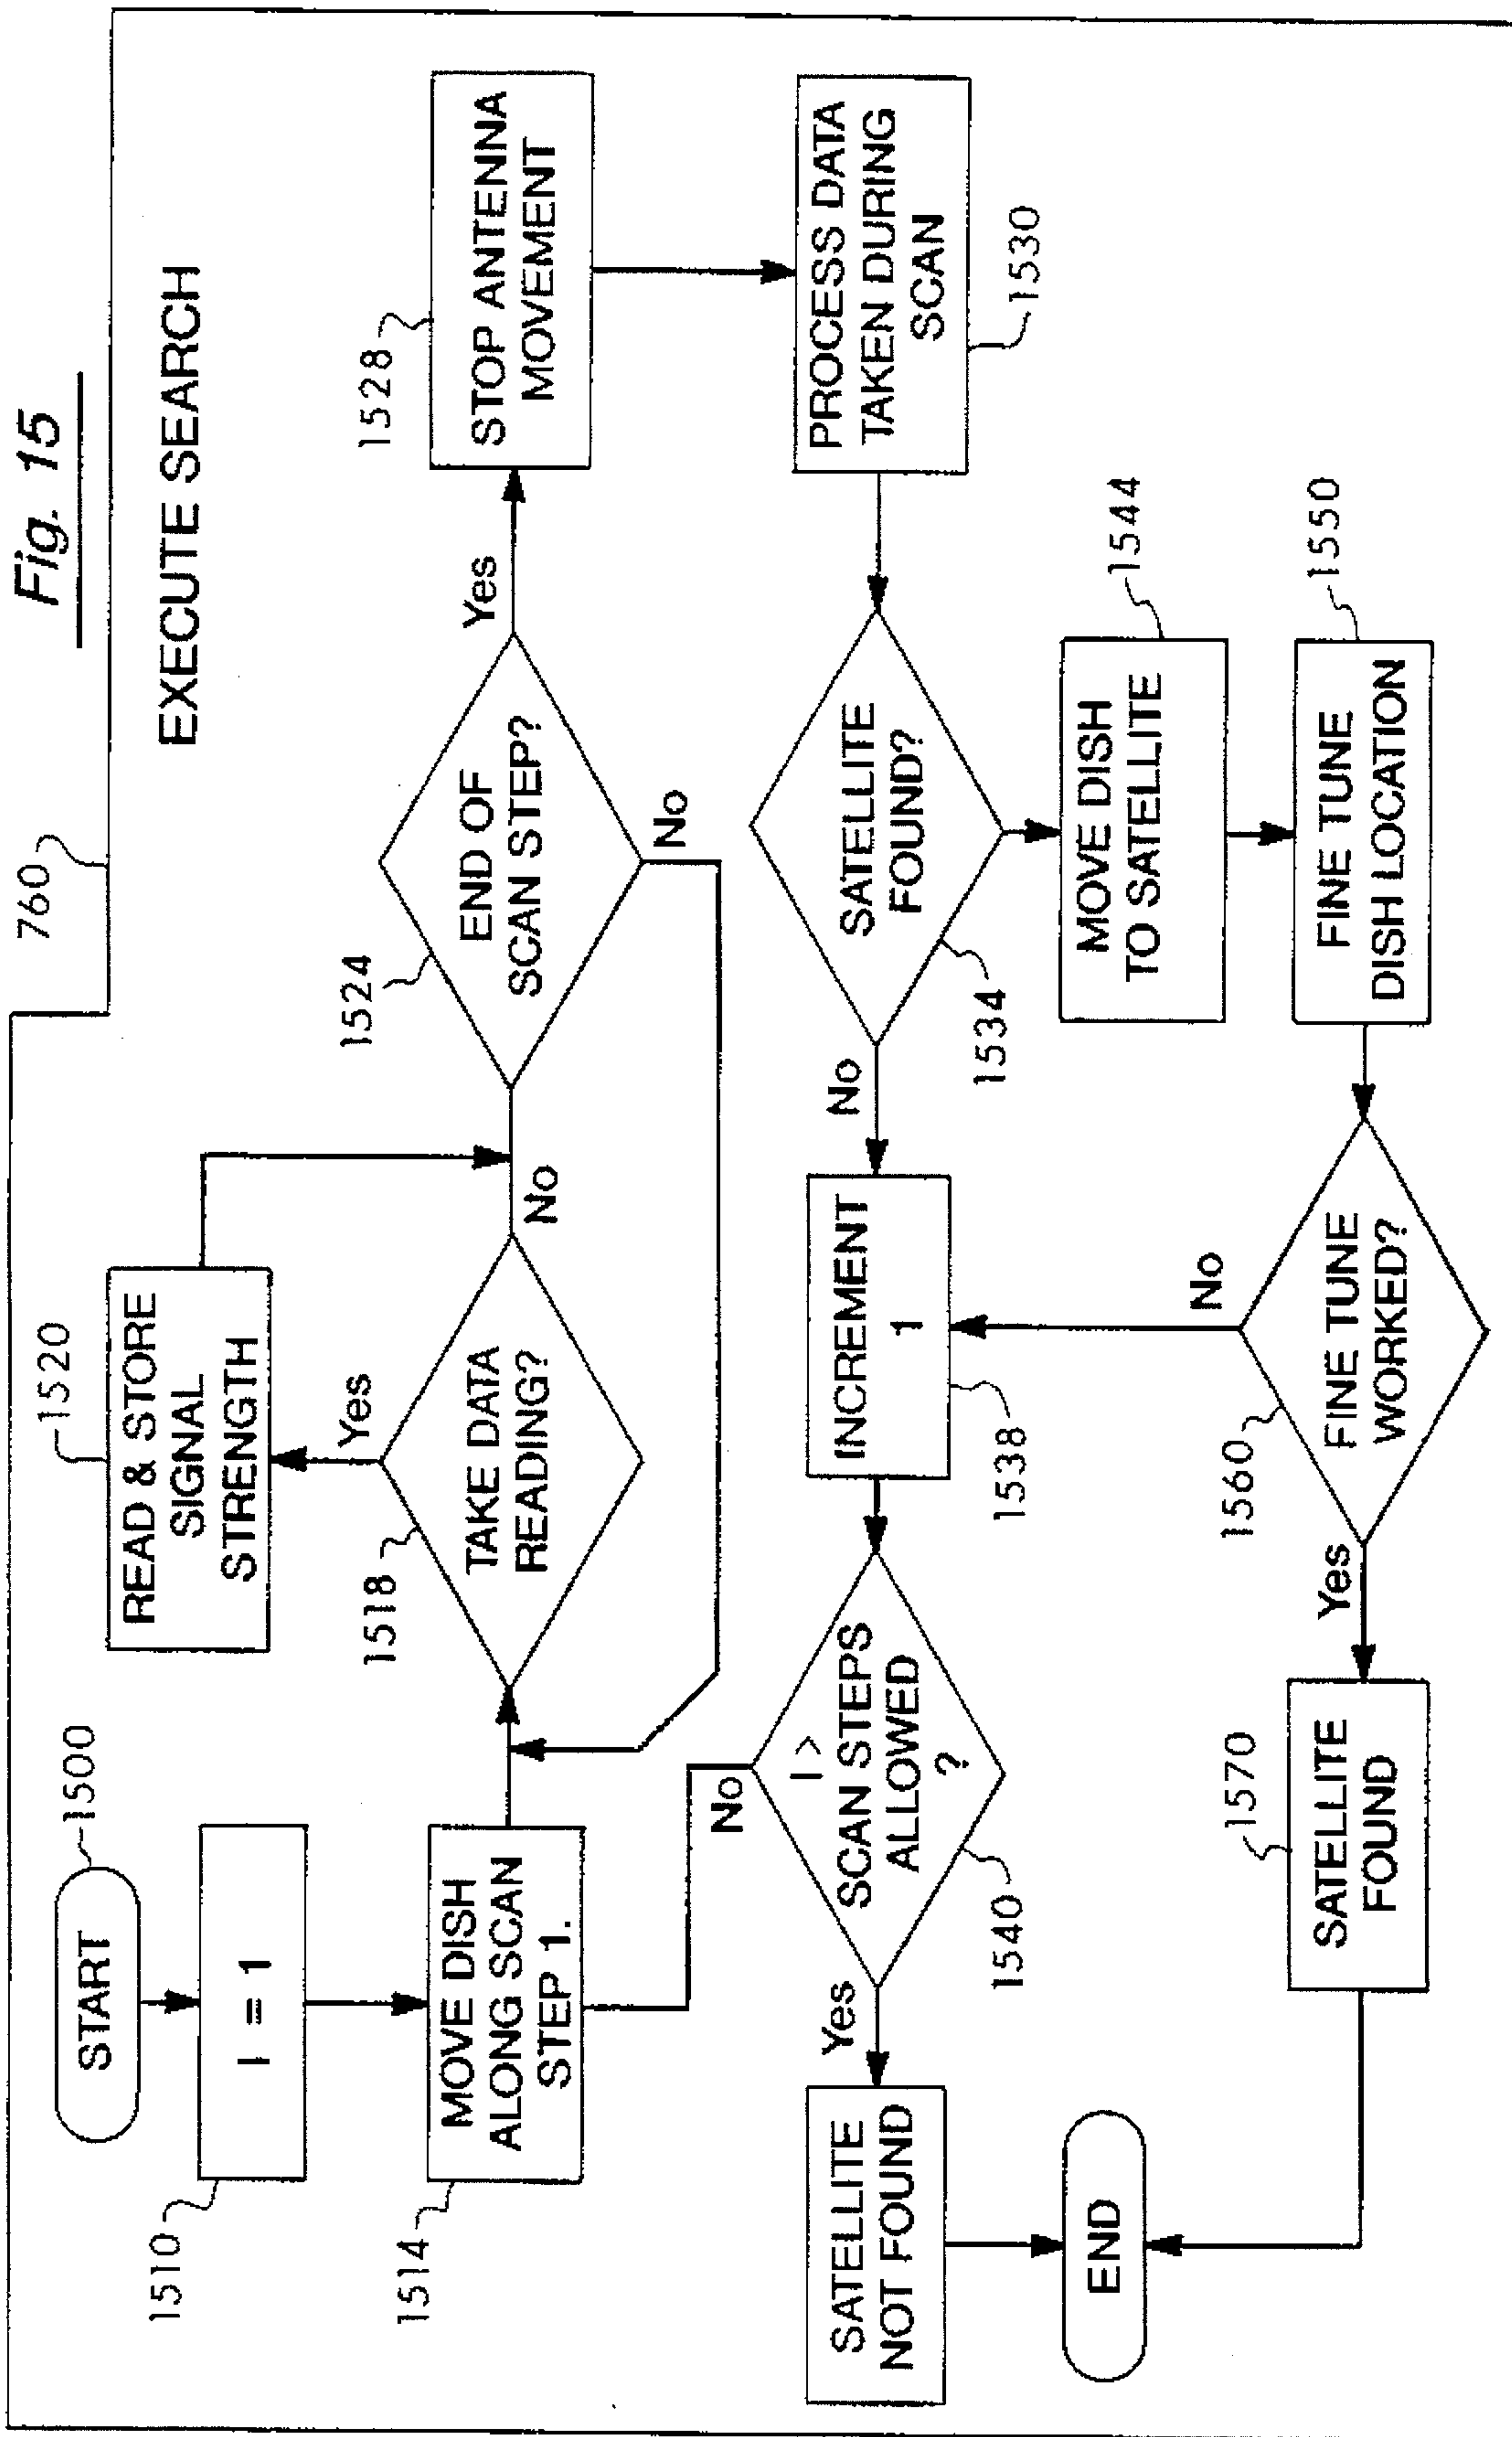 Fig. 15
760
EXECUTE SEARCH
START
1500
I = 1
1510
MOVE DISH
ALONG SCAN
STEP 1.
1514
TAKE DATA
READING?
1518
Yes
No
READ & STORE
SIGNAL
STRENGTH
1520
END OF
SCAN STEP?
1524
Yes
No
STOP ANTENNA
MOVEMENT
1528
PROCESS DATA
TAKEN DURING
SCAN
1530
SATELLITE
FOUND?
1534
No
INCREMENT
1
1538
I >
SCAN STEPS
ALLOWED
?
1540
No
Yes
SATELLITE
NOT FOUND
END
MOVE DISH
TO SATELLITE
1544
FINE TUNE
DISH LOCATION
1550
FINE TUNE
WORKED?
1560
No
Yes
SATELLITE
FOUND
1570